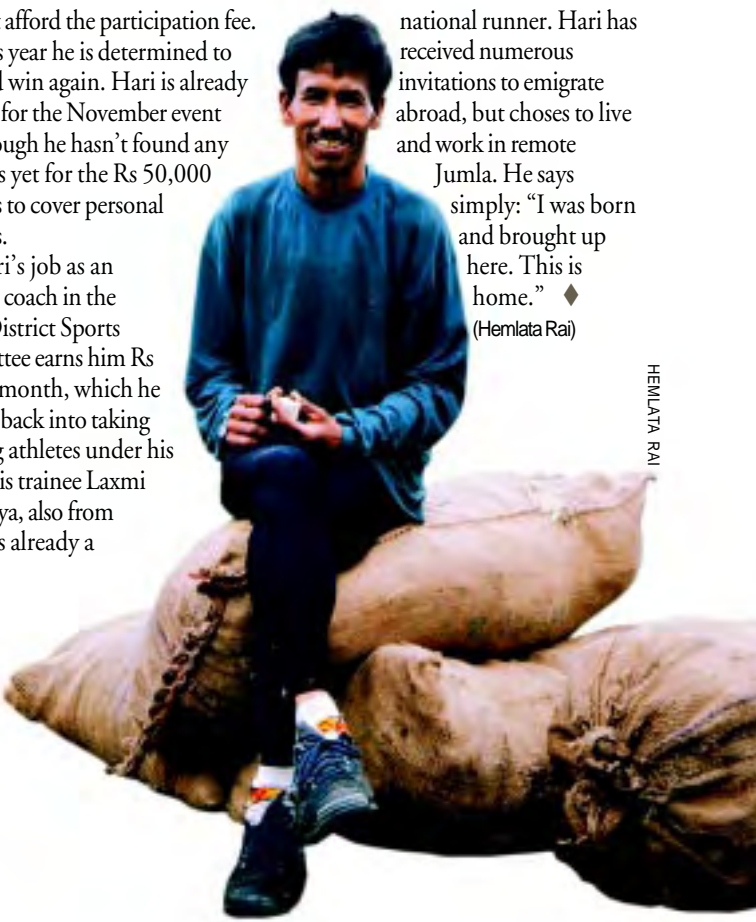 afford the participation fee.
s year he is determined to
win again. Hari is already
for the November event
ough he hasn’t found any
s yet for the Rs 50,000
s to cover personal
s.
ri’s job as an
coach in the
District Sports
ttee earns him Rs
month, which he
back into taking
g athletes under his
is trainee Laxmi
ya, also from
s already a
national runner. Hari has
received numerous
invitations to emigrate
abroad, but choses to live
and work in remote
Jumla. He says
simply: “I was born
and brought up
here. This is
home.” ♦
(Hemlata Rai)
HEMLATA RAI